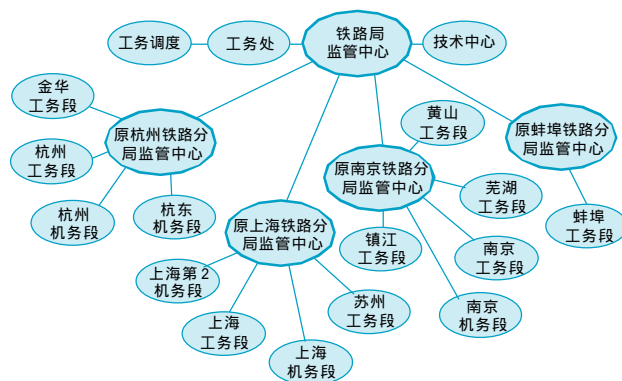 工务调度
工务处
铁路局
监管中心
技术中心
金华
工务段
原杭州铁路分
局监管中心
杭州
工务段
杭州
机务段
杭东
机务段
原上海铁路分
局监管中心
上海第2
机务段
上海
工务段
上海
机务段
苏州
工务段
黄山
工务段
原南京铁路分
局监管中心
芜湖
工务段
镇江
工务段
南京
工务段
南京
机务段
原蚌埠铁路分
局监管中心
蚌埠
工务段